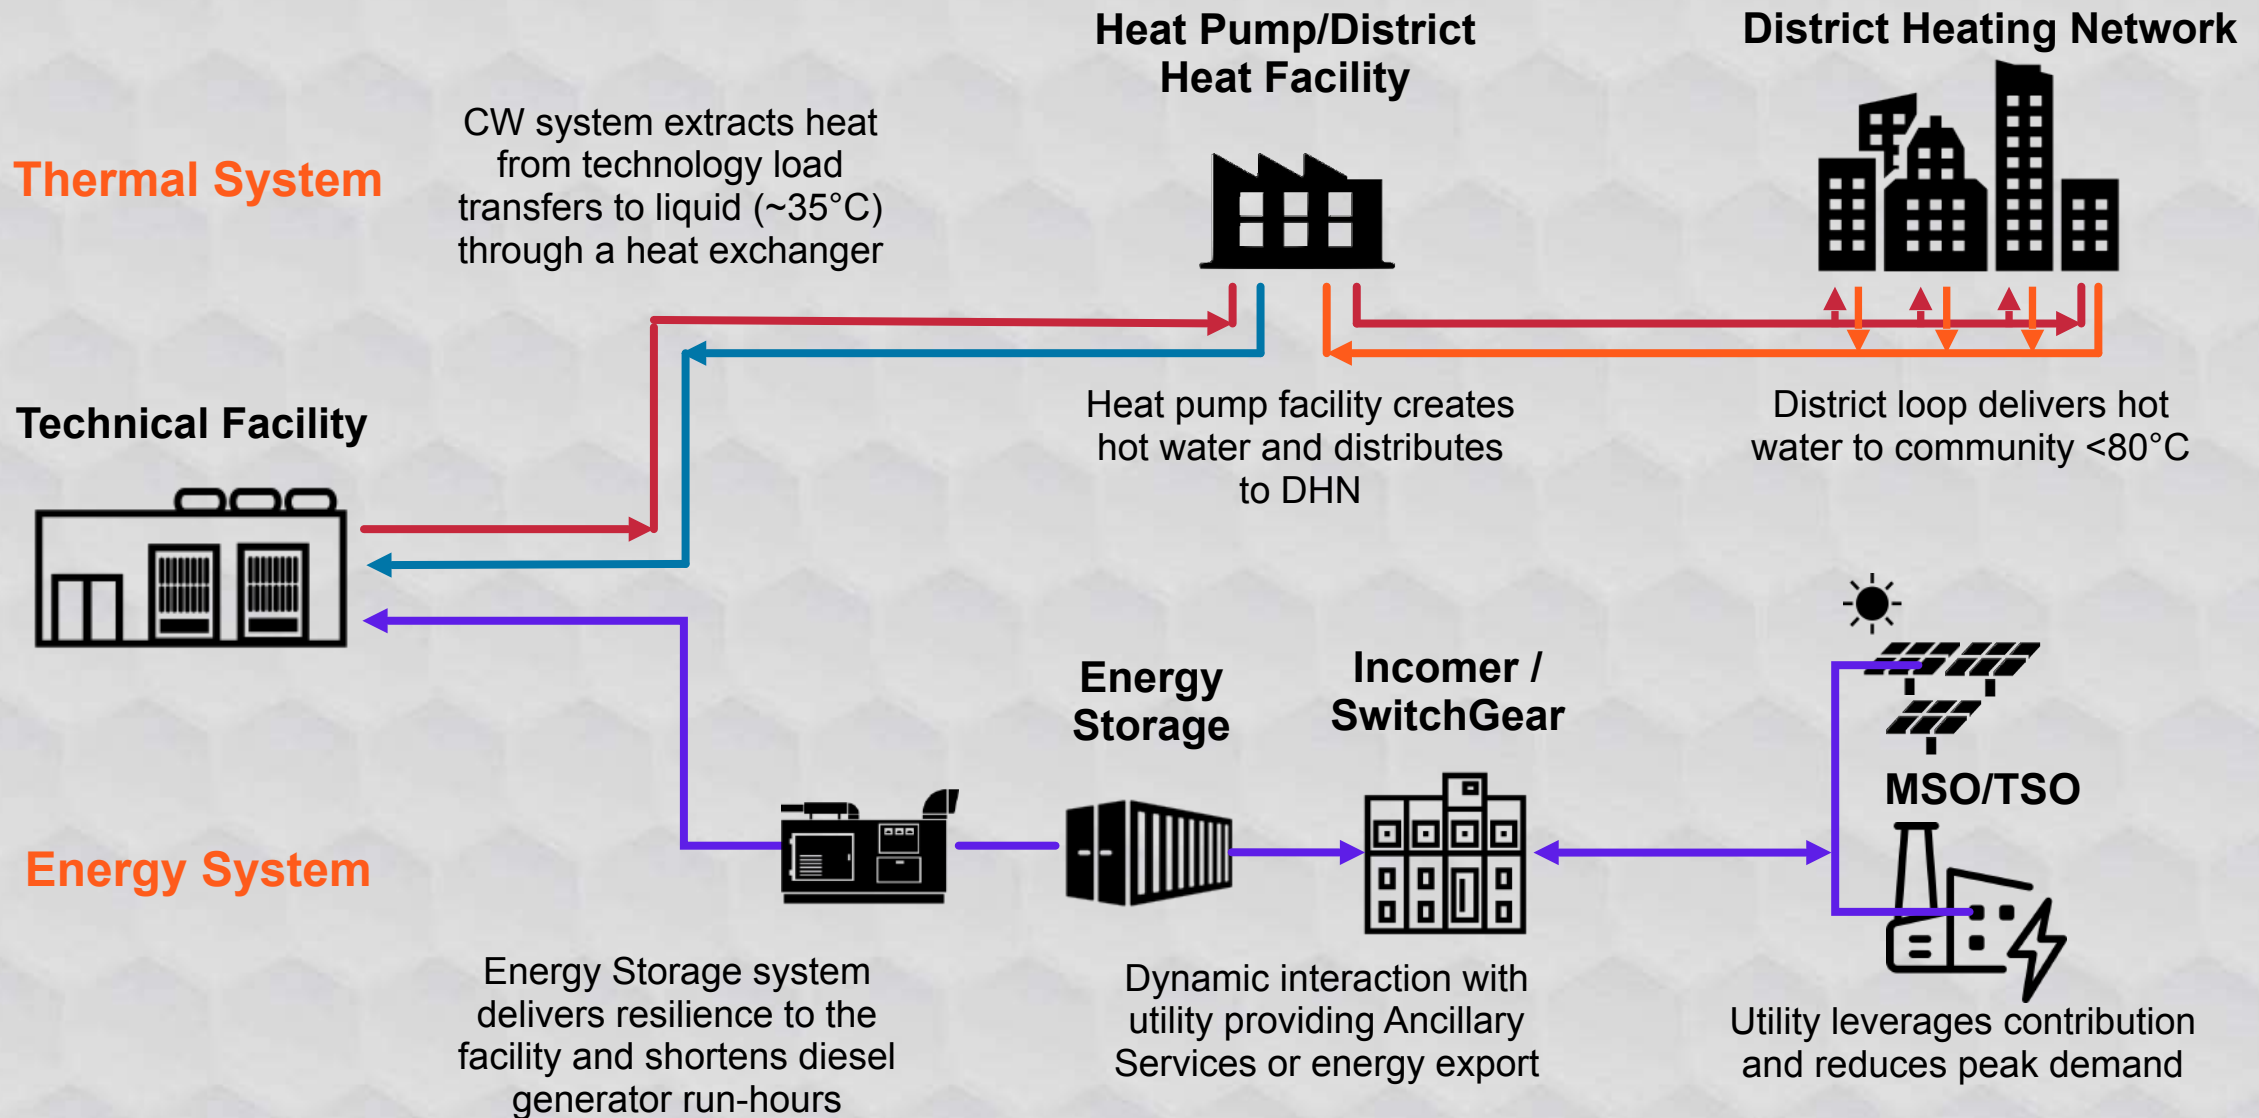 Heat Pump/District
Heat Facility
District Heating Network
Thermal System
CW system extracts heat
from technology load
transfers to liquid (~35°C)
through a heat exchanger
Technical Facility
Heat pump facility creates
hot water and distributes
to DHN
District loop delivers hot
water to community <80°C
Energy
Storage
Incomer /
SwitchGear
MSO/TSO
Energy System
Energy Storage system
delivers resilience to the
facility and shortens diesel
generator run-hours
Dynamic interaction with
utility providing Ancillary
Services or energy export
Utility leverages contribution
and reduces peak demand